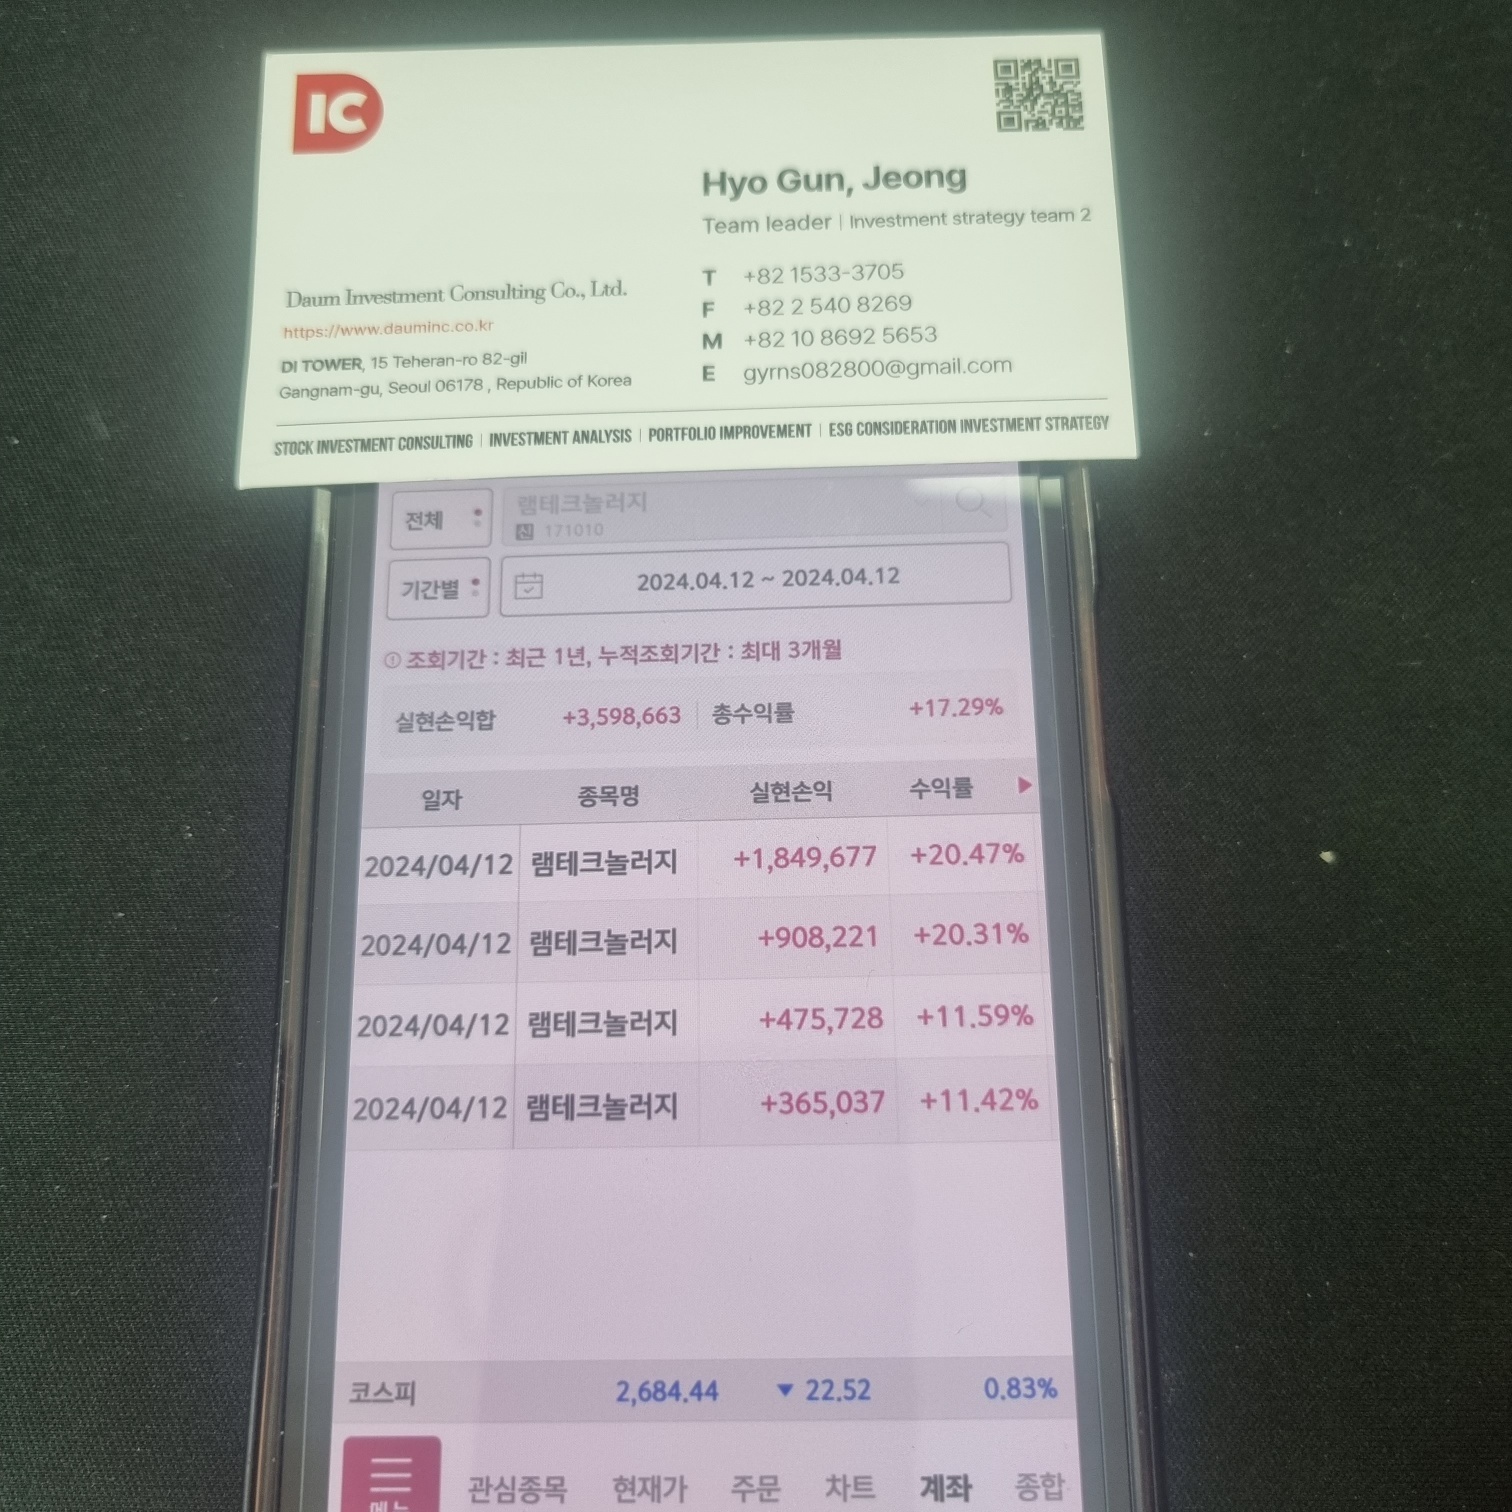 IC
Hyo Gun, Jeong
Team leader | Investment strategy team 2
Daum Investment Consulting Co., Ltd.
https://www.dauminc.co.kr
DI TOWER, 15 Teheran-ro 82-gil
Gangnam-gu, Seoul 06178 , Republic of Korea
T +82 1533-3705
F +82 2 540 8269
M +82 10 8692 5653
E gyrns082800@gmail.com
STOCK INVESTMENT CONSULTING | INVESTMENT ANALYSIS | PORTFOLIO IMPROVEMENT | ESG CONSIDERATION INVESTMENT STRATEGY
전체 램테크놀러지
신 171010
기간별 2024.04.12 ~ 2024.04.12
조회기간 : 최근 1년, 누적조회기간 : 최대 3개월
실현손익합 +3,598,663 총수익률 +17.29%
일자 종목명 실현손익 수익률
2024/04/12 램테크놀러지 +1,849,677 +20.47%
2024/04/12 램테크놀러지 +908,221 +20.31%
2024/04/12 램테크놀러지 +475,728 +11.59%
2024/04/12 램테크놀러지 +365,037 +11.42%
코스피 2,684.44 ▼ 22.52 0.83%
메뉴 관심종목 현재가 주문 차트 계좌 종합